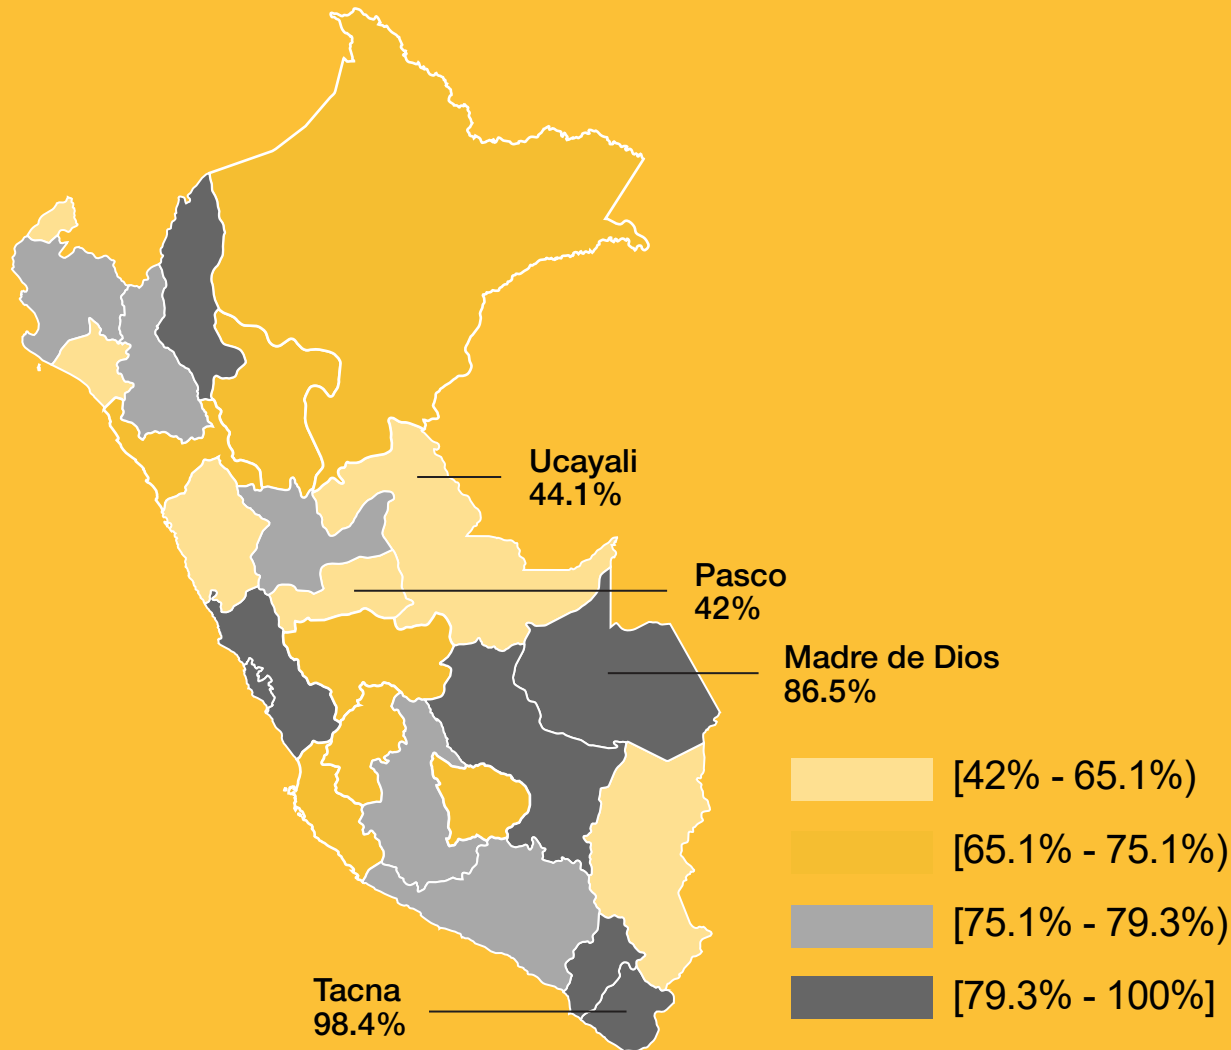 Ucayali
44.1%
Pasco
42%
Madre de Dios
86.5%
[42% - 65.1%)
[65.1% - 75.1%)
[75.1% - 79.3%)
[79.3% - 100%]
Tacna
98.4%